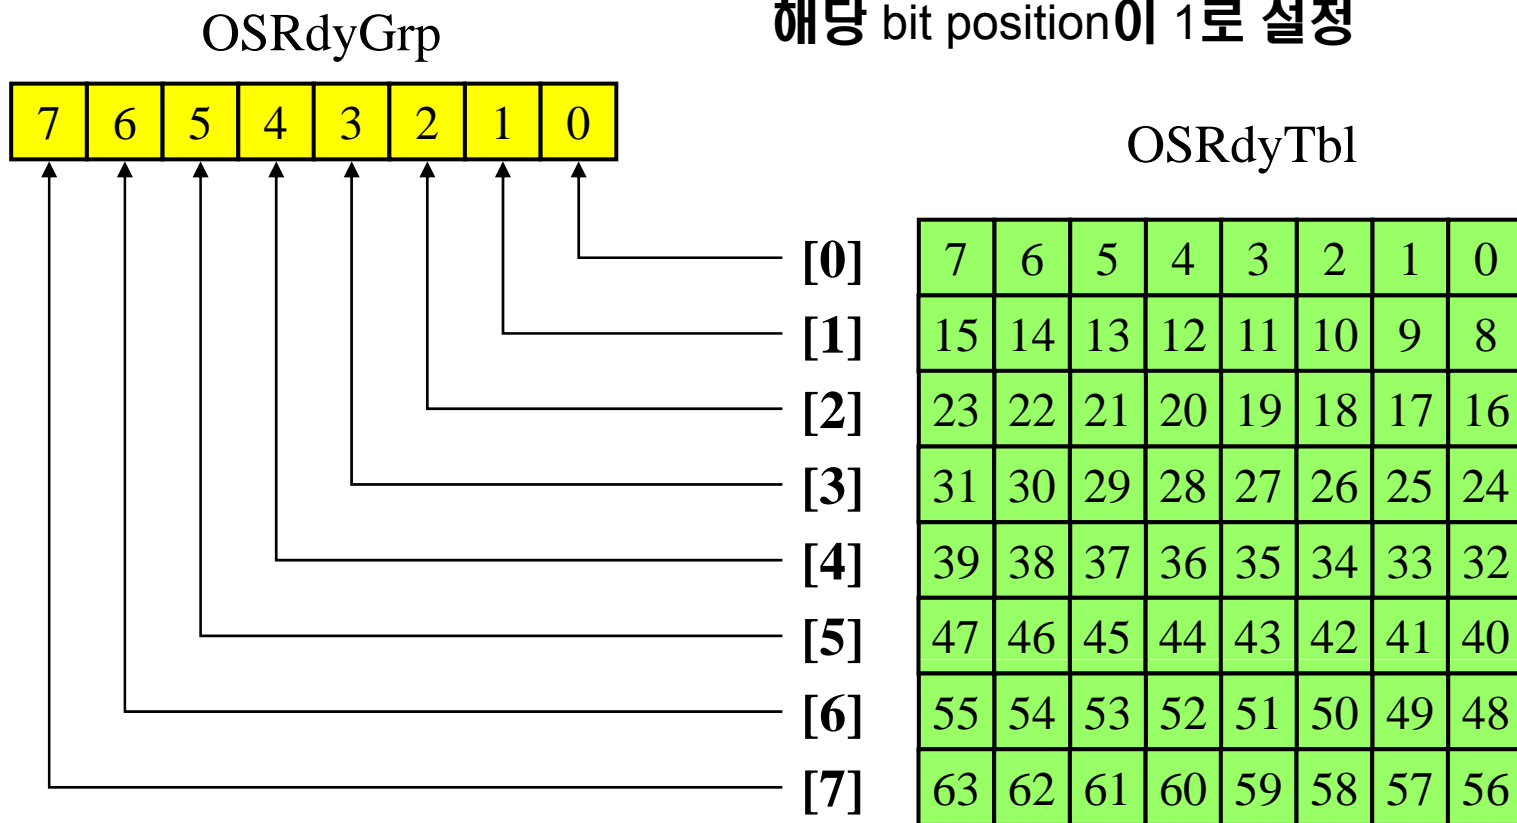 해당 bit position이 1로 설정
OSRdyGrp
7 6 5 4 3 2 1 0
OSRdyTbl
[0] 7 6 5 4 3 2 1 0
[1] 15 14 13 12 11 10 9 8
[2] 23 22 21 20 19 18 17 16
[3] 31 30 29 28 27 26 25 24
[4] 39 38 37 36 35 34 33 32
[5] 47 46 45 44 43 42 41 40
[6] 55 54 53 52 51 50 49 48
[7] 63 62 61 60 59 58 57 56